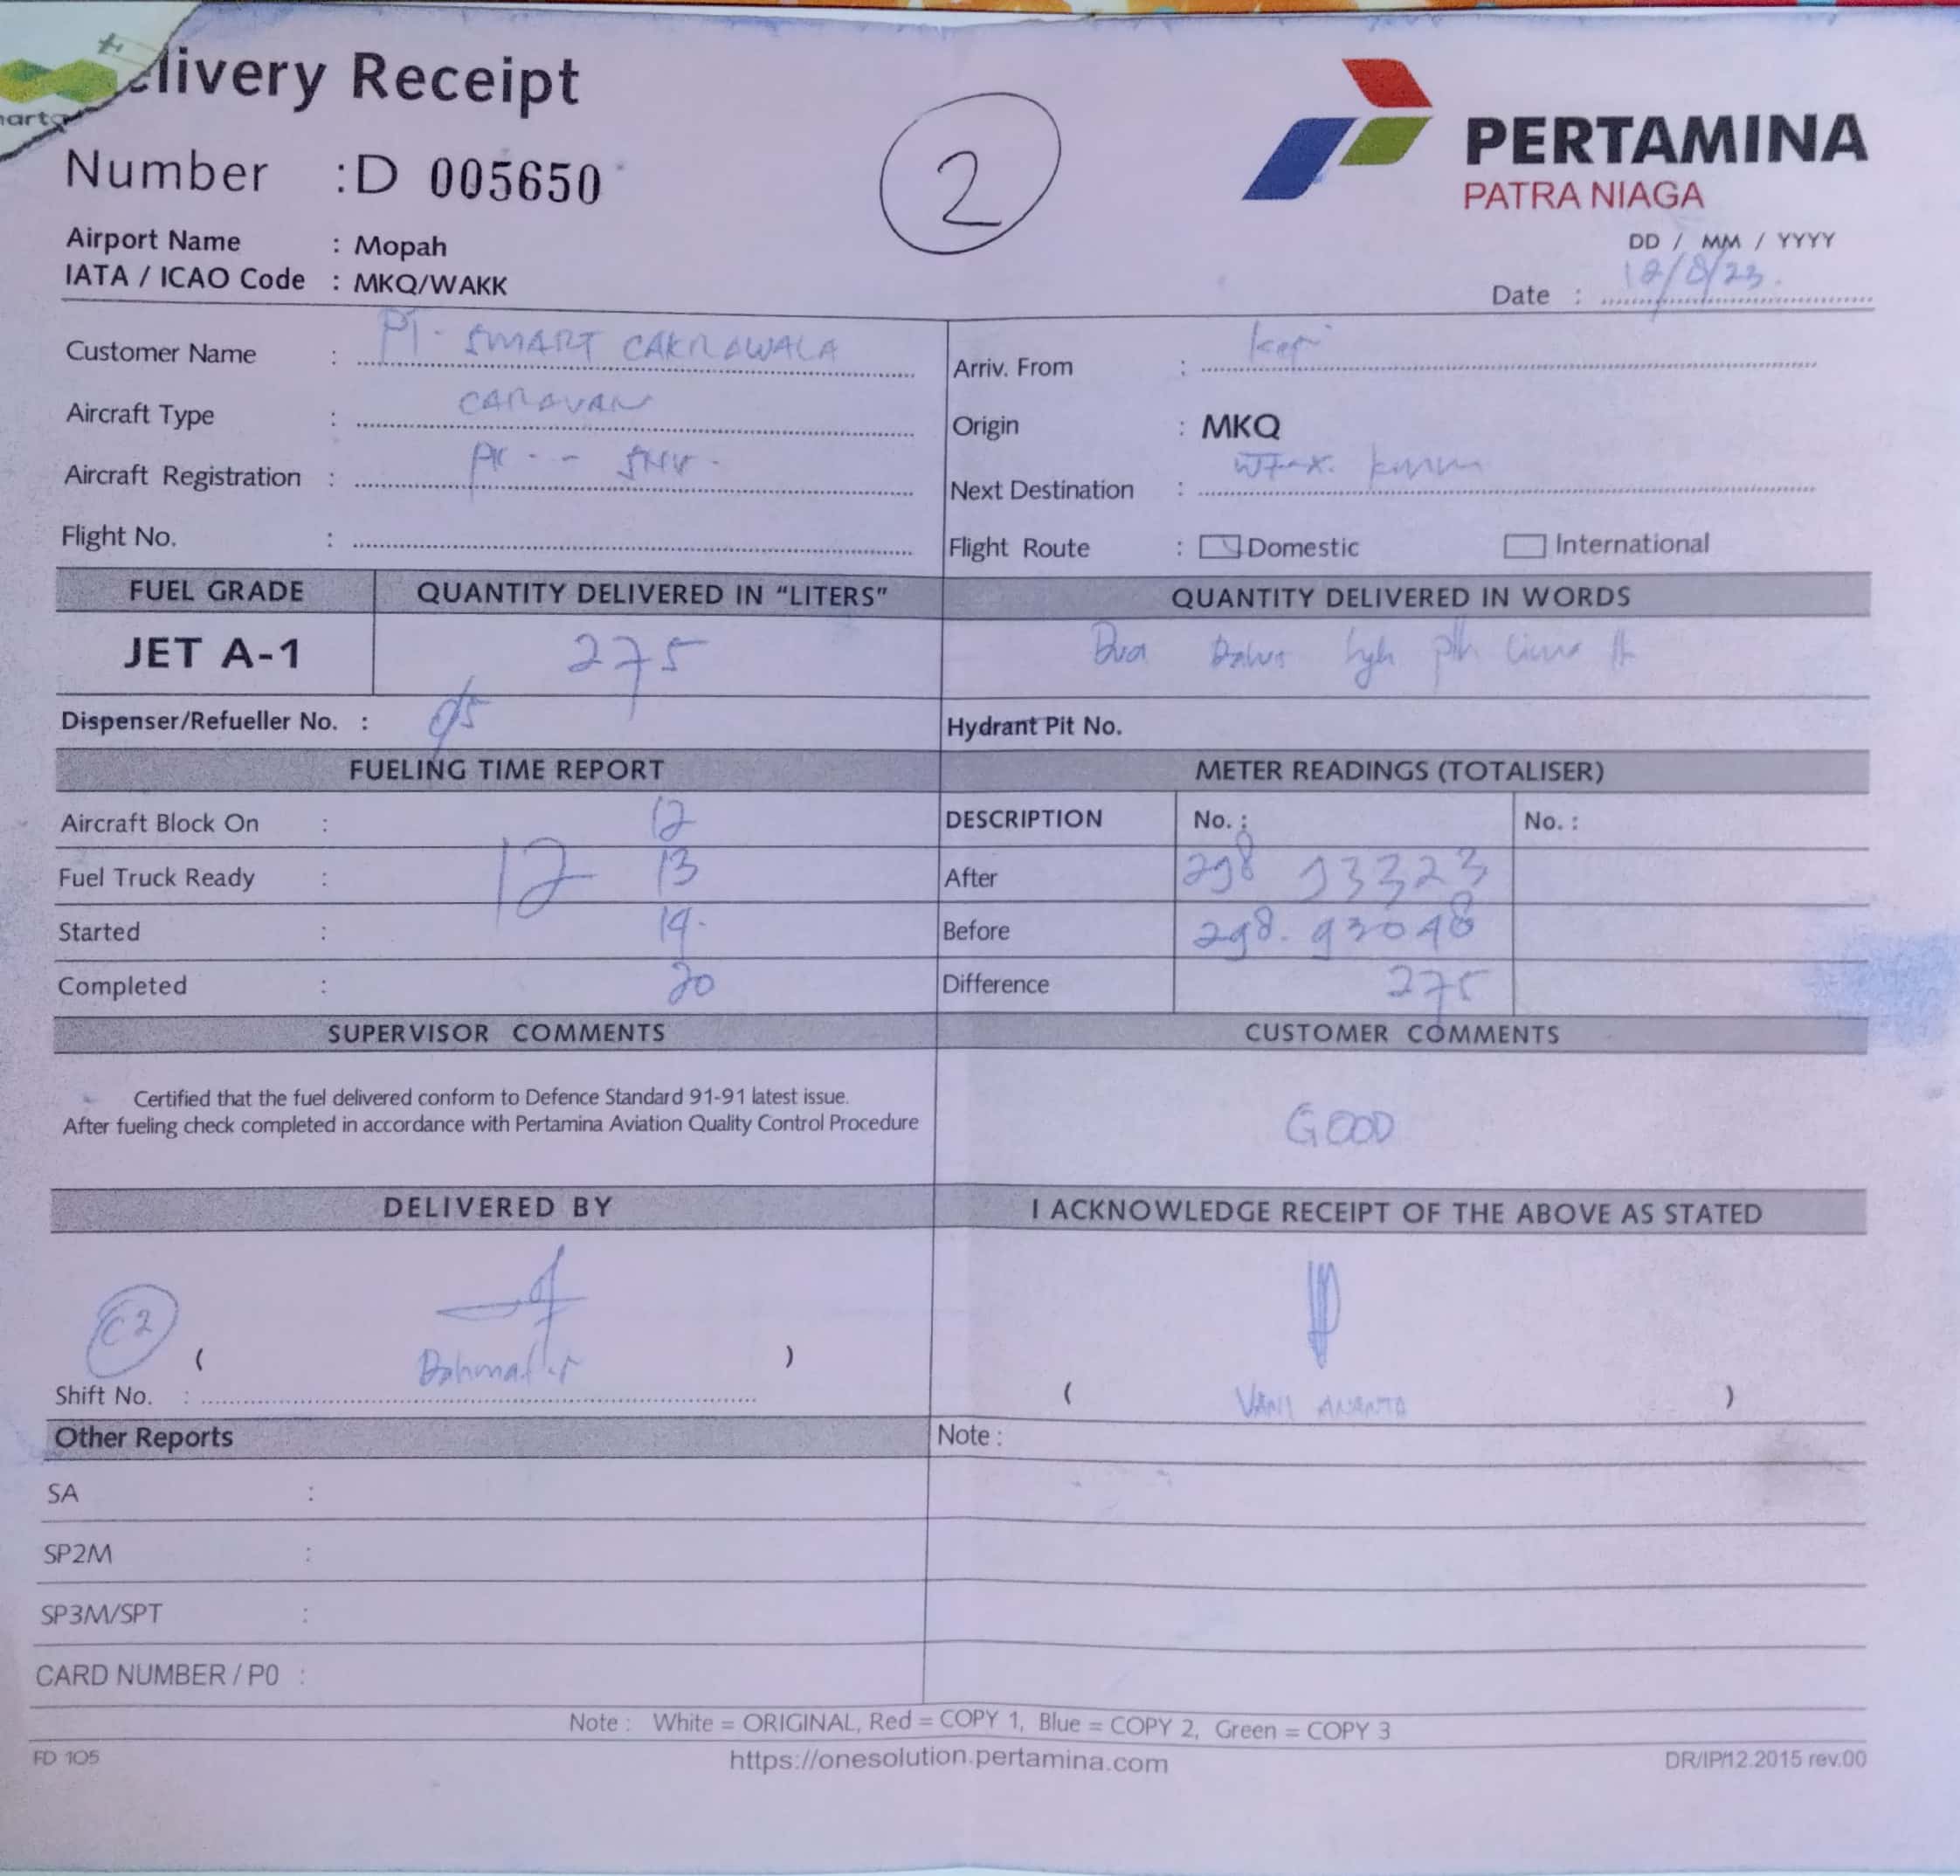 elivery Receipt
Number : D 005650
2
PERTAMINA
PATRA NIAGA
Airport Name : Mopah
IATA / ICAO Code : MKQ/WAKK
DD / MM / YYYY
Date : 12/8/23.
Customer Name : PT. SMART CAKRAWALA
Arriv. From : kepi
Aircraft Type : CARAVAN
Origin : MKQ
Aircraft Registration : PK
Next Destination :
Flight No. :
Flight Route : Domestic International
FUEL GRADE QUANTITY DELIVERED IN “LITERS” QUANTITY DELIVERED IN WORDS
JET A-1 275 Dua
Dispenser/Refueller No. : 05
Hydrant Pit No.
FUELING TIME REPORT METER READINGS (TOTALISER)
Aircraft Block On : 12
DESCRIPTION No. : No. :
Fuel Truck Ready : 12 13
After 298 93323
Started : 14.
Before 298. 93048
Completed : 20
Difference 275
SUPERVISOR COMMENTS CUSTOMER COMMENTS
Certified that the fuel delivered conform to Defence Standard 91-91 latest issue.
After fueling check completed in accordance with Pertamina Aviation Quality Control Procedure
GOOD
DELIVERED BY I ACKNOWLEDGE RECEIPT OF THE ABOVE AS STATED
C2
( )
Shift No. :
( VANI ANANTO )
Other Reports Note :
SA :
SP2M :
SP3M/SPT :
CARD NUMBER / P0 :
Note : White = ORIGINAL, Red = COPY 1, Blue = COPY 2, Green = COPY 3
FD 105 https://onesolution.pertamina.com DR/IP/12.2015 rev.00